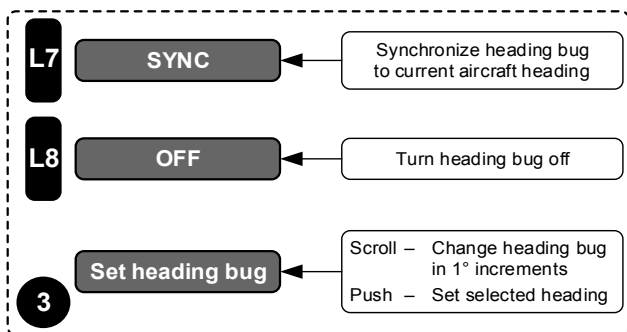 L7
SYNC
Synchronize heading bug
to current aircraft heading
L8
OFF
Turn heading bug off
Set heading bug
Scroll – Change heading bug
in 1° increments
Push – Set selected heading
3